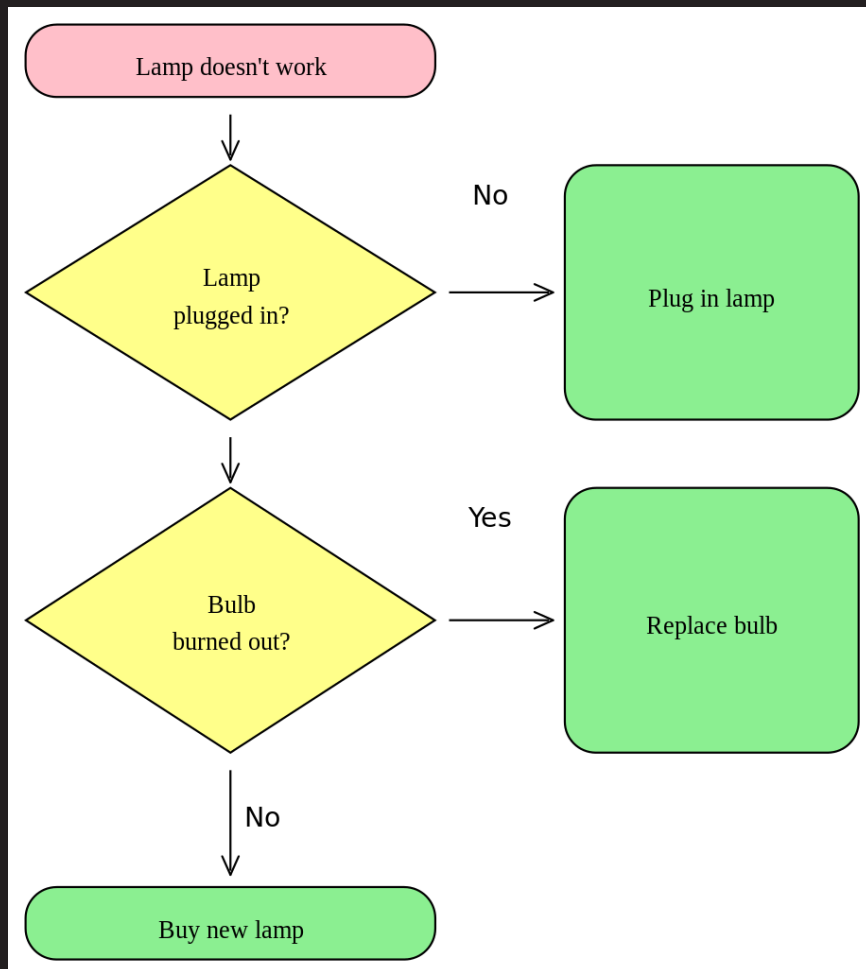 Lamp doesn't work
No
Lamp
plugged in?
Plug in lamp
Yes
Bulb
burned out?
Replace bulb
No
Buy new lamp